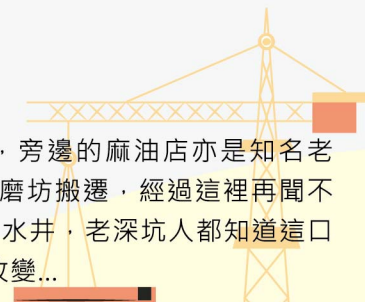 ，旁邊的麻油店亦是知名老
磨坊搬遷，經過這裡再聞不
水井，老深坑人都知道這口
改變...